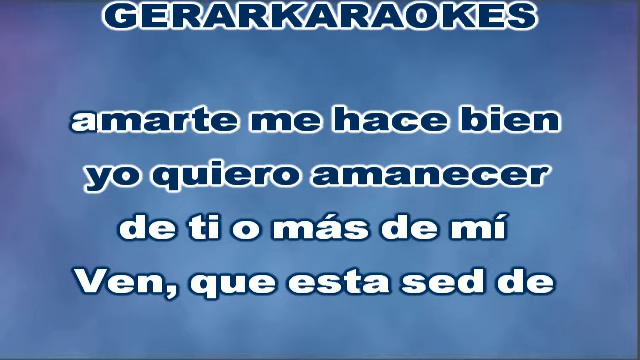 GERARKARAOKES
amarte me hace bien
yo quiero amanecer
de ti o más de mí
Ven, que esta sed de